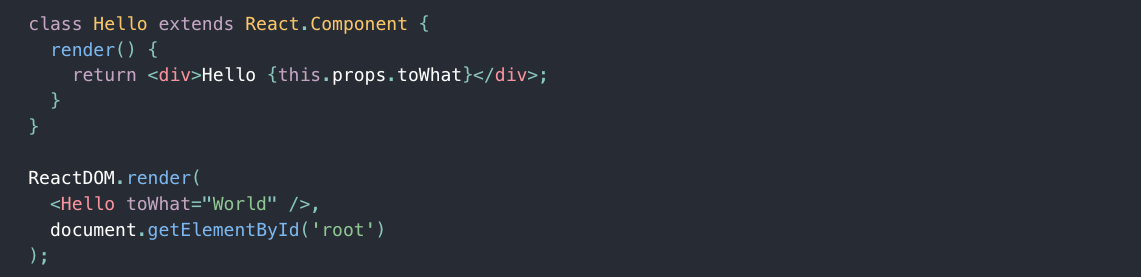 class Hello extends React.Component {
  render() {
    return <div>Hello {this.props.toWhat}</div>;
  }
}

ReactDOM.render(
  <Hello toWhat="World" />,
  document.getElementById('root')
);